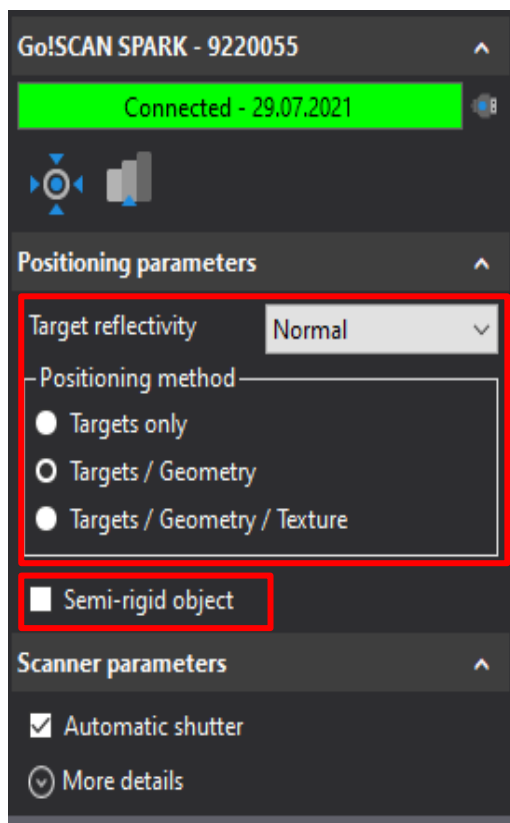 Go!SCAN SPARK - 9220055
Connected - 29.07.2021
Positioning parameters
Target reflectivity Normal
Positioning method
Targets only
Targets / Geometry
Targets / Geometry / Texture
Semi-rigid object
Scanner parameters
Automatic shutter
More details